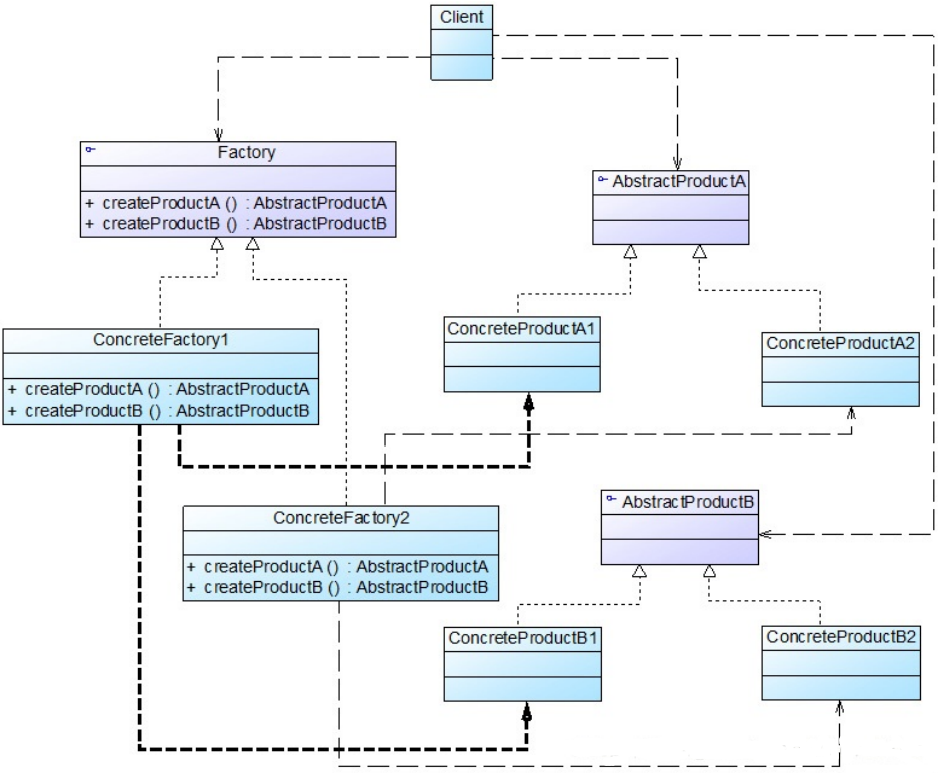 Client
Factory
+ createProductA () : AbstractProductA
+ createProductB () : AbstractProductB
AbstractProductA
ConcreteFactory1
+ createProductA () : AbstractProductA
+ createProductB () : AbstractProductB
ConcreteProductA1
ConcreteProductA2
ConcreteFactory2
+ createProductA () : AbstractProductA
+ createProductB () : AbstractProductB
AbstractProductB
ConcreteProductB1
ConcreteProductB2